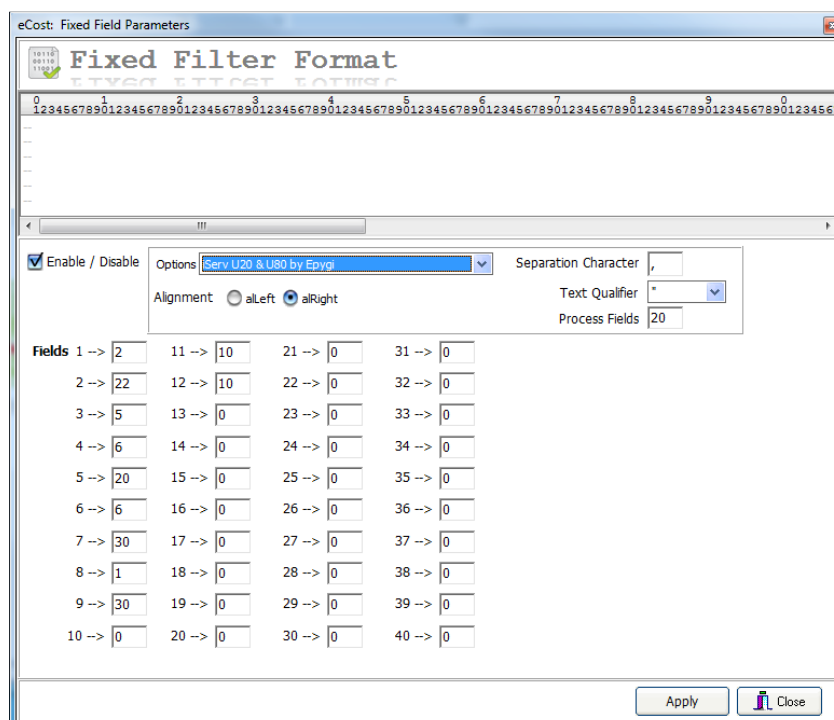 eCost: Fixed Field Parameters
Fixed Filter Format
0 1 2 3 4 5 6 7 8 9 0
1234567890123456789012345678901234567890123456789012345678901234567890123456789012345678901234567890123456
Enable / Disable
Options iServ U20 & U80 by Epygi
Separation Character ,
Alignment alLeft alRight
Text Qualifier "
Process Fields 20
Fields 1 --> 2 11 --> 10 21 --> 0 31 --> 0
2 --> 22 12 --> 10 22 --> 0 32 --> 0
3 --> 5 13 --> 0 23 --> 0 33 --> 0
4 --> 6 14 --> 0 24 --> 0 34 --> 0
5 --> 20 15 --> 0 25 --> 0 35 --> 0
6 --> 6 16 --> 0 26 --> 0 36 --> 0
7 --> 30 17 --> 0 27 --> 0 37 --> 0
8 --> 1 18 --> 0 28 --> 0 38 --> 0
9 --> 30 19 --> 0 29 --> 0 39 --> 0
10 --> 0 20 --> 0 30 --> 0 40 --> 0
Apply Close